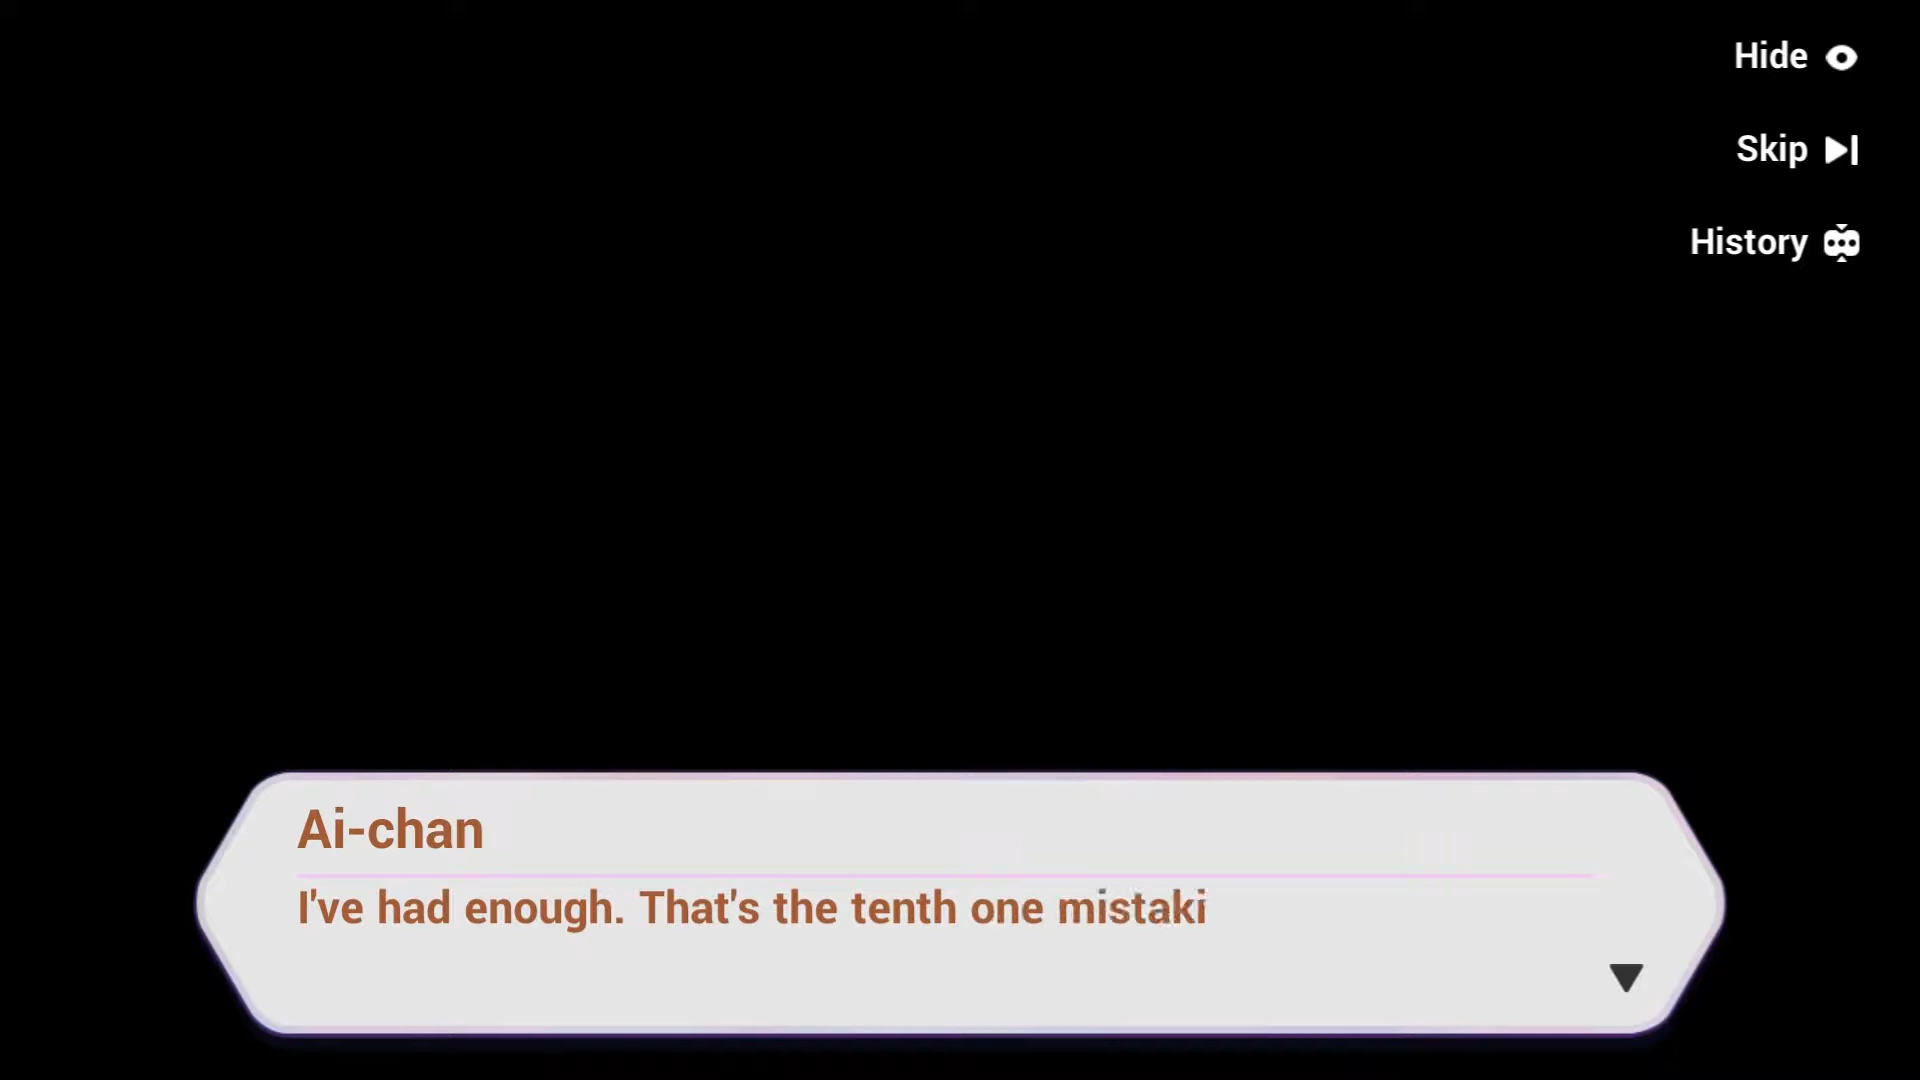 Hide
Skip
History
Ai-chan
I've had enough. That's the tenth one mistaki